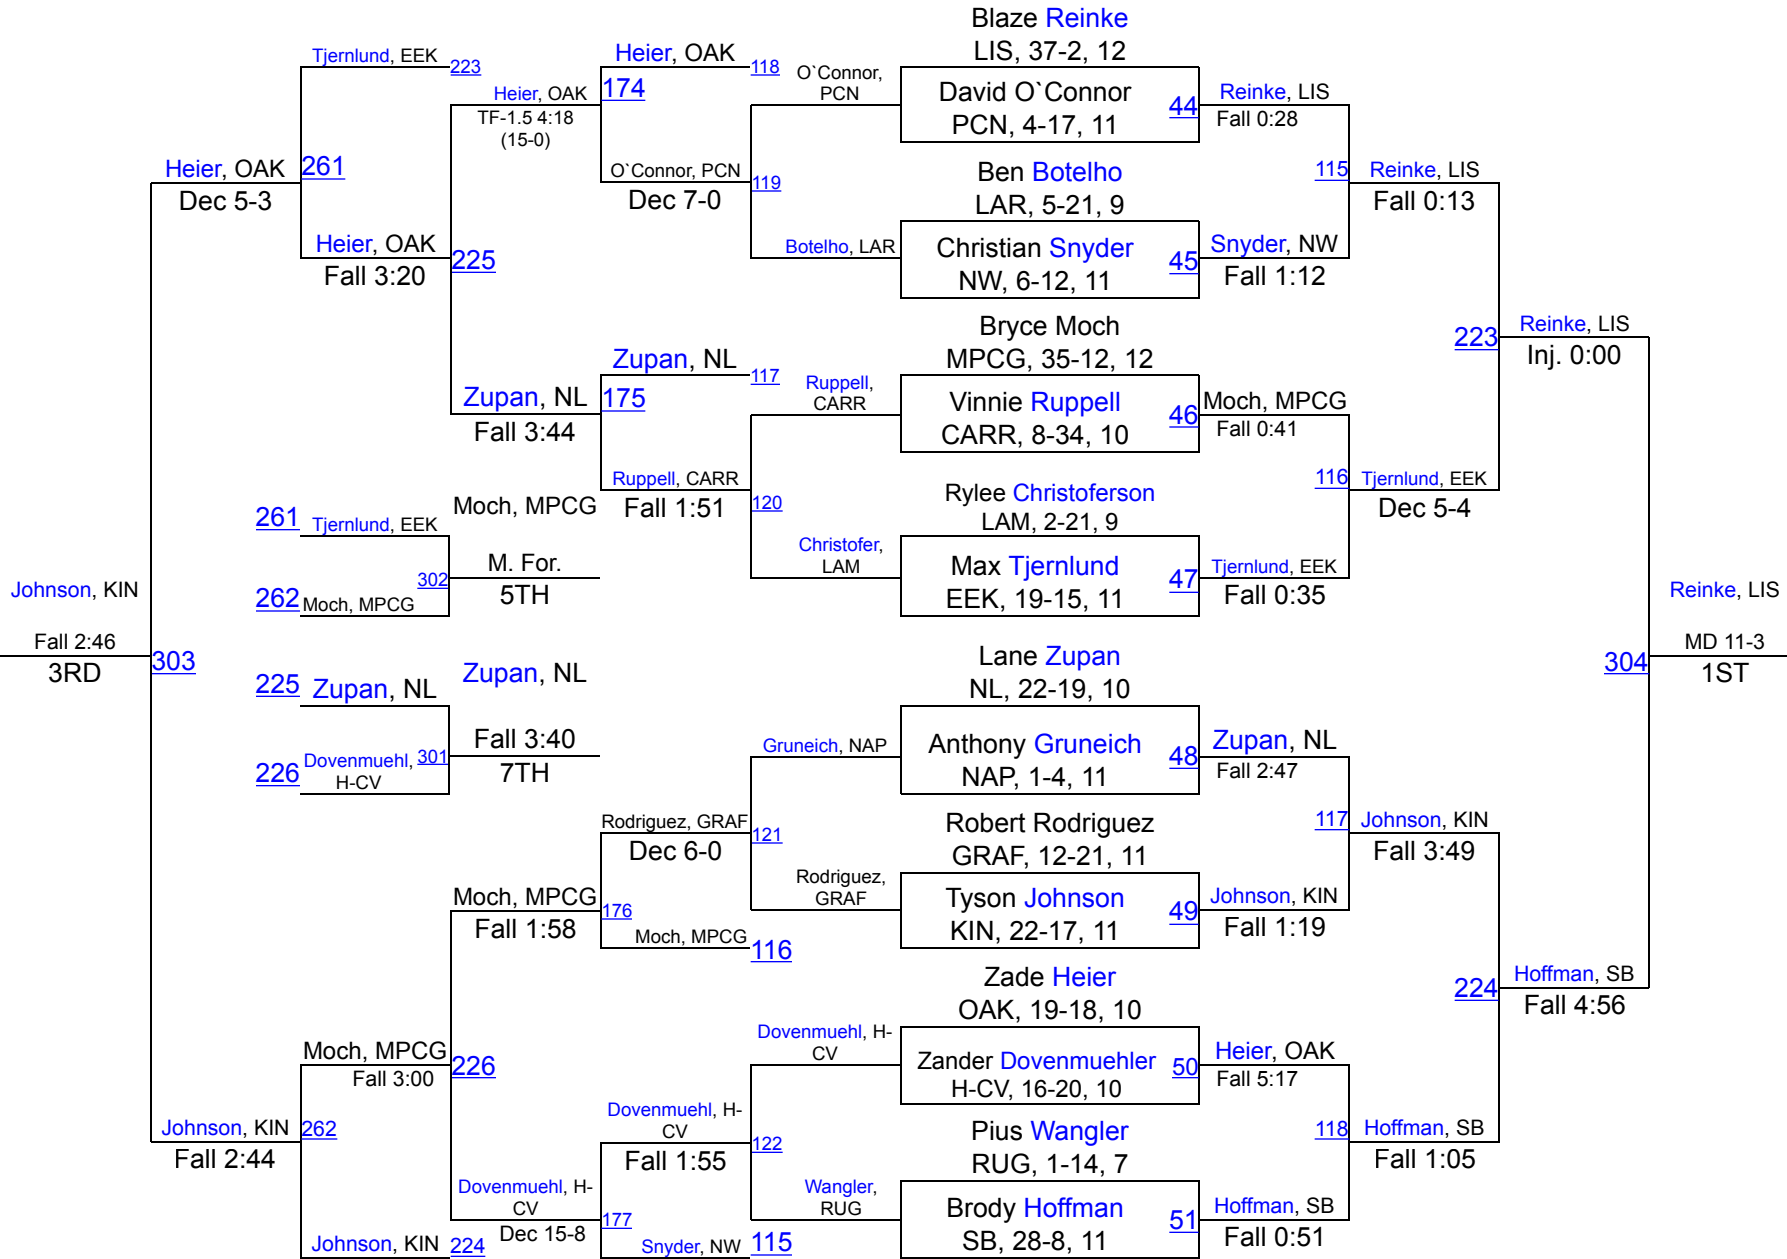 Blaze Reinke
LIS, 37-2, 12
David O`Connor
PCN, 4-17, 11
44
Reinke, LIS
Fall 0:28
Ben Botelho
LAR, 5-21, 9
Christian Snyder
NW, 6-12, 11
45
Snyder, NW
Fall 1:12
115
Reinke, LIS
Fall 0:13
Bryce Moch
MPCG, 35-12, 12
Vinnie Ruppell
CARR, 8-34, 10
46
Moch, MPCG
Fall 0:41
Rylee Christoferson
LAM, 2-21, 9
Max Tjernlund
EEK, 19-15, 11
47
Tjernlund, EEK
Fall 0:35
116
Tjernlund, EEK
Dec 5-4
223
Reinke, LIS
Inj. 0:00
Lane Zupan
NL, 22-19, 10
Anthony Gruneich
NAP, 1-4, 11
48
Zupan, NL
Fall 2:47
Robert Rodriguez
GRAF, 12-21, 11
Tyson Johnson
KIN, 22-17, 11
49
Johnson, KIN
Fall 1:19
117
Johnson, KIN
Fall 3:49
Zade Heier
OAK, 19-18, 10
Zander Dovenmuehler
H-CV, 16-20, 10
50
Heier, OAK
Fall 5:17
Pius Wangler
RUG, 1-14, 7
Brody Hoffman
SB, 28-8, 11
51
Hoffman, SB
Fall 0:51
118
Hoffman, SB
Fall 1:05
224
Hoffman, SB
Fall 4:56
304
Reinke, LIS
MD 11-3
1ST
O`Connor,
PCN
Botelho, LAR
119
O`Connor, PCN
Dec 7-0
Heier, OAK
118
174
Heier, OAK
TF-1.5 4:18
(15-0)
Ruppell,
CARR
Christofer,
LAM
120
Ruppell, CARR
Fall 1:51
Zupan, NL
117
175
Zupan, NL
Fall 3:44
225
Heier, OAK
Fall 3:20
Tjernlund, EEK
223
261
Heier, OAK
Dec 5-3
Gruneich, NAP
Rodriguez,
GRAF
121
Rodriguez, GRAF
Dec 6-0
Moch, MPCG
116
176
Moch, MPCG
Fall 1:58
Dovenmuehl, H-
CV
Wangler,
RUG
122
Dovenmuehl, H-
CV
Fall 1:55
Snyder, NW
115
177
Dovenmuehl, H-
CV
Dec 15-8
226
Moch, MPCG
Fall 3:00
Johnson, KIN
224
262
Johnson, KIN
Fall 2:44
303
Johnson, KIN
Fall 2:46
3RD
261
Tjernlund, EEK
262
Moch, MPCG
302
Moch, MPCG
M. For.
5TH
225
Zupan, NL
226
Dovenmuehl,
H-CV
301
Zupan, NL
Fall 3:40
7TH